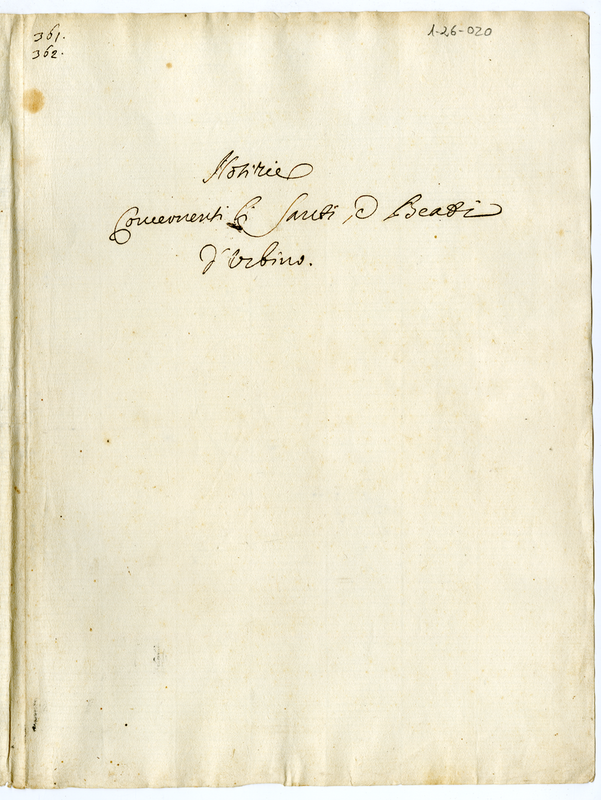 361.
362.
1-26-020
Notizie
Concernenti li Santi, e Beati
d'Urbino.